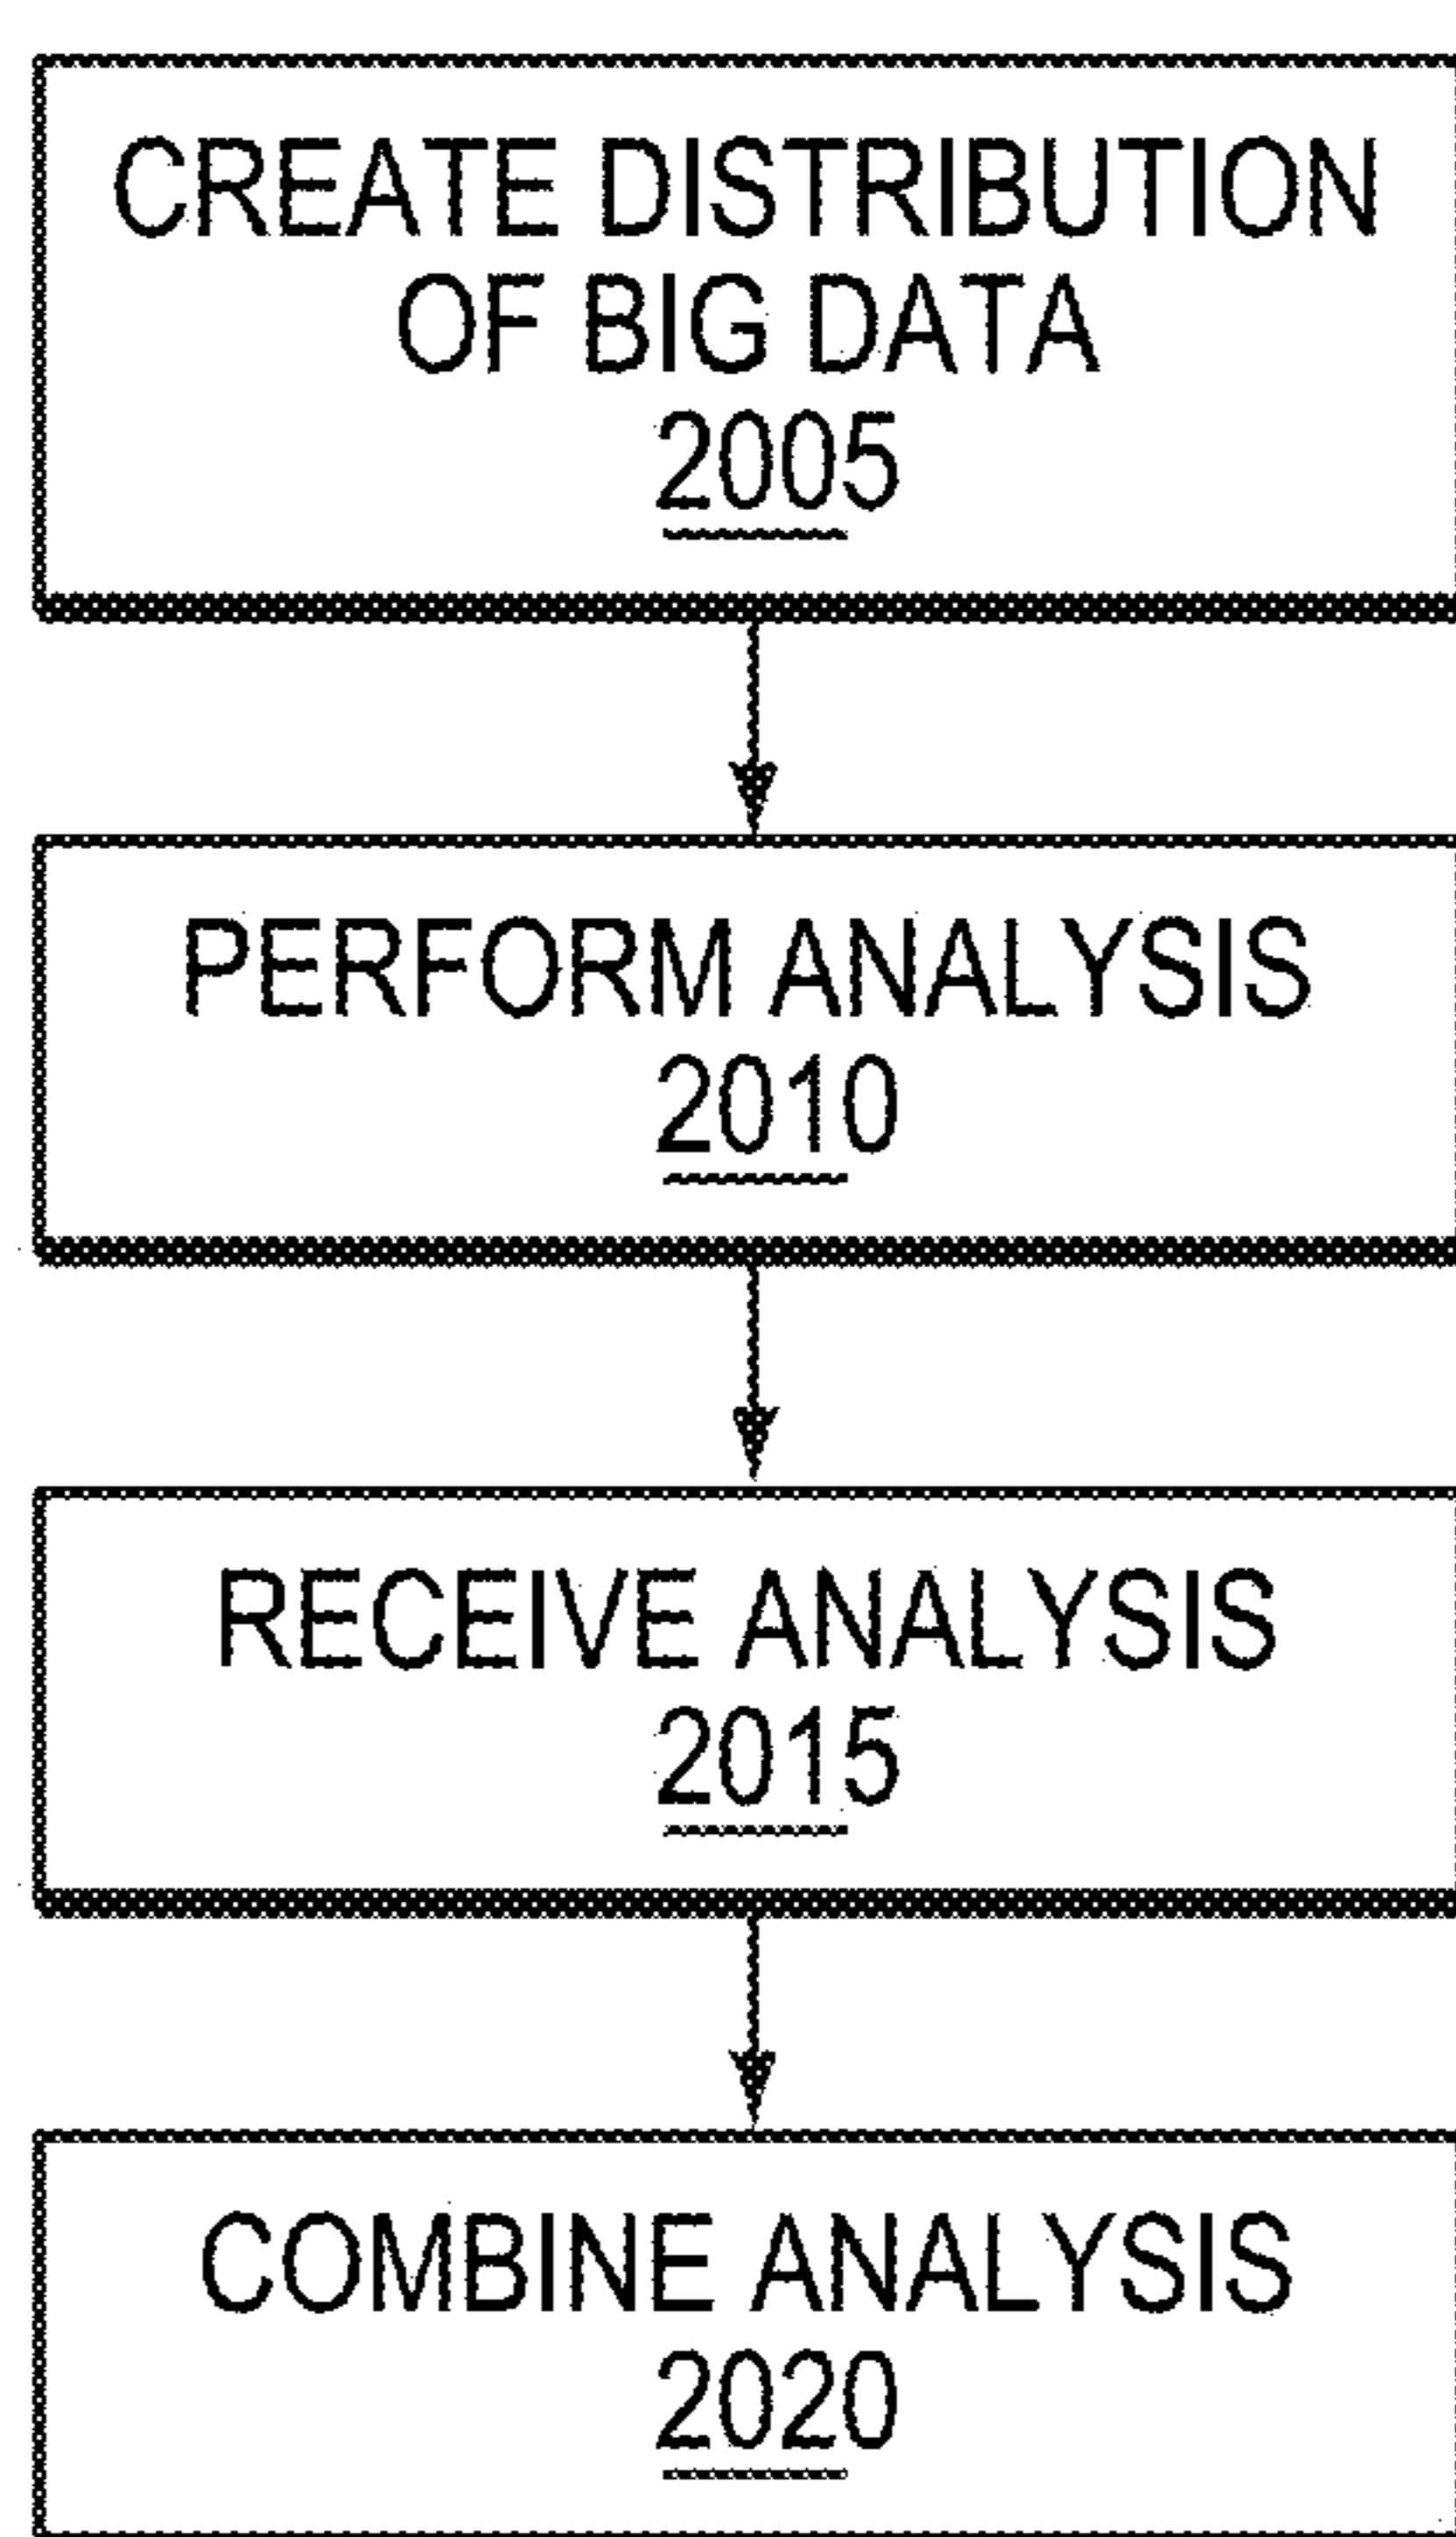 CREATE DISTRIBUTION
OF BIG DATA
2005
PERFORM ANALYSIS
2010
RECEIVE ANALYSIS
2015
COMBINE ANALYSIS
2020